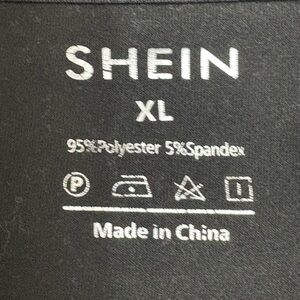 SHEIN
XL
95%Polyester 5%Spandex
P
Made in China